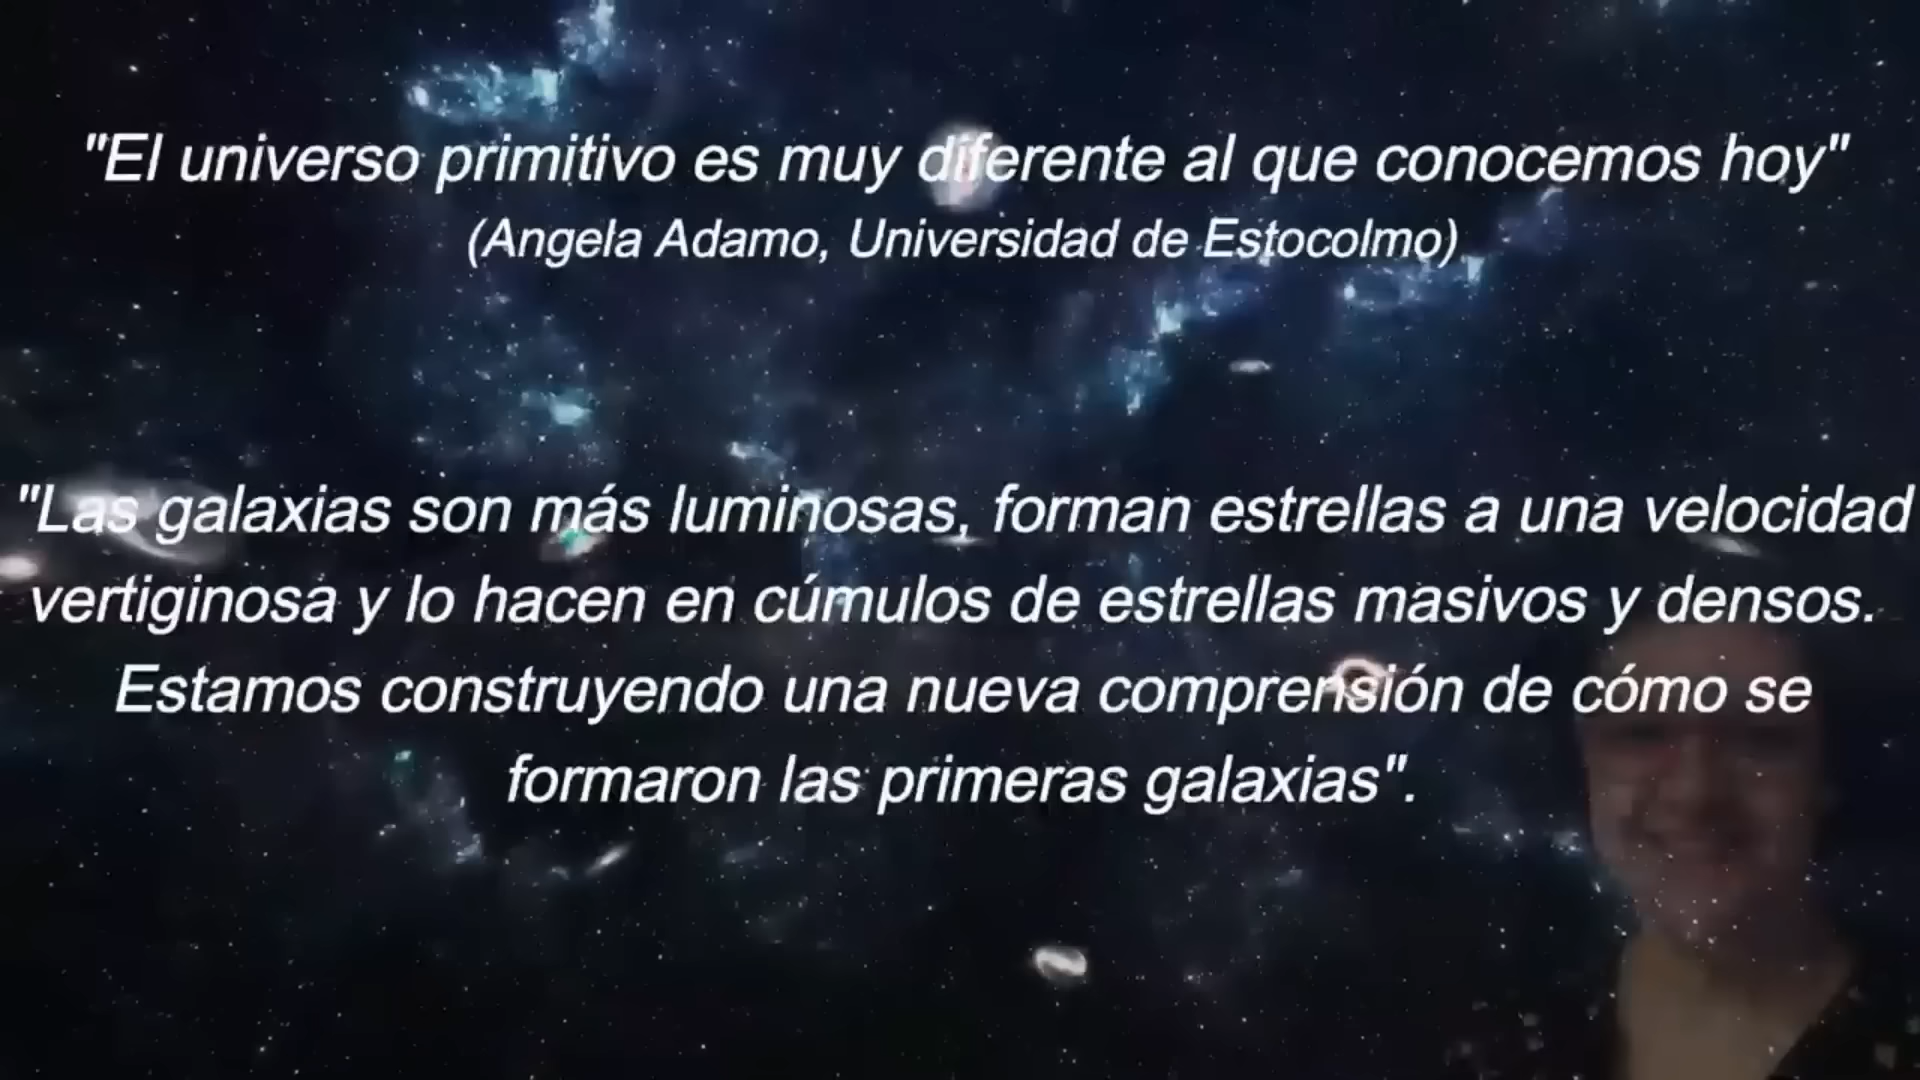 "El universo primitivo es muy diferente al que conocemos hoy"
(Angela Adamo, Universidad de Estocolmo)
"Las galaxias son más luminosas, forman estrellas a una velocidad
vertiginosa y lo hacen en cúmulos de estrellas masivos y densos.
Estamos construyendo una nueva comprensión de cómo se
formaron las primeras galaxias".